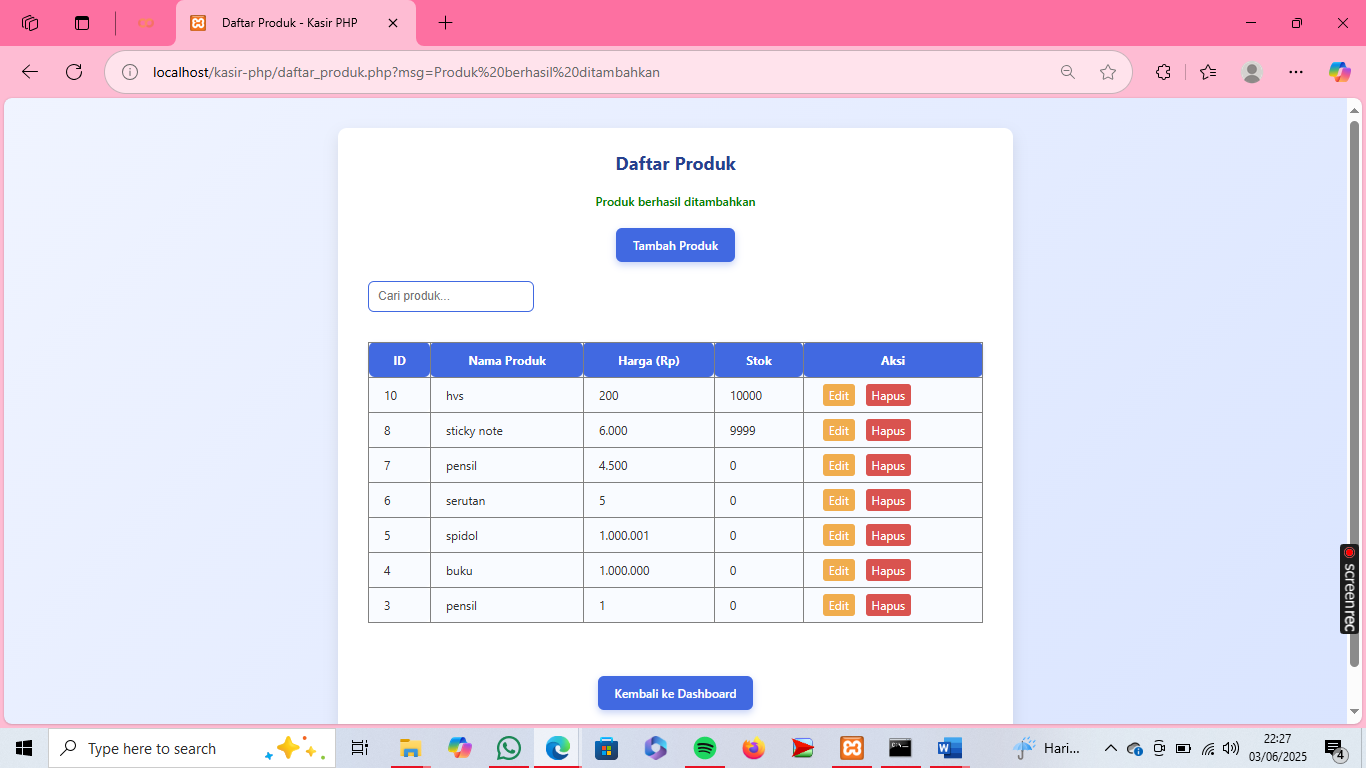 Daftar Produk - Kasir PHP
localhost/kasir-php/daftar_produk.php?msg=Produk%20berhasil%20ditambahkan
Daftar Produk
Produk berhasil ditambahkan
Tambah Produk
Cari produk...
ID Nama Produk Harga (Rp) Stok Aksi
10 hvs 200 10000 Edit Hapus
8 sticky note 6.000 9999 Edit Hapus
7 pensil 4.500 0 Edit Hapus
6 serutan 5 0 Edit Hapus
5 spidol 1.000.001 0 Edit Hapus
4 buku 1.000.000 0 Edit Hapus
3 pensil 1 0 Edit Hapus
Kembali ke Dashboard
screenrec
Type here to search
Hari...
22:27
03/06/2025
4